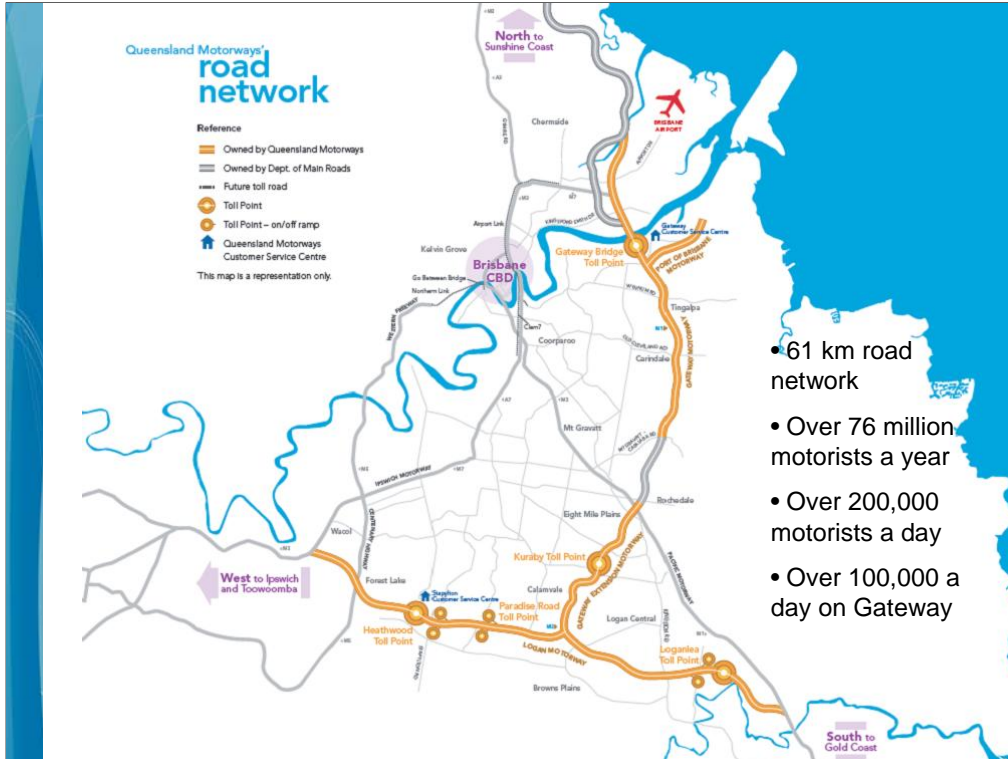 Queensland Motorways'
road
network
Reference
Owned by Queensland Motorways
Owned by Dept. of Main Roads
Future toll road
Toll Point
Toll Point – on/off ramp
Queensland Motorways
Customer Service Centre
This map is a representation only.
North to
Sunshine Coast
Chermside
BRISBANE
AIRPORT
Airport Link
Kelvin Grove
Brisbane
CBD
Go Between Bridge
Northern Link
Gateway
Customer Service Centre
Gateway Bridge
Toll Point
PORT OF BRISBANE
MOTORWAY
Tingalpa
Clem7
Coorparoo
OLD CLEVELAND RD
Carindale
GATEWAY MOTORWAY
Mt Gravatt
IPSWICH MOTORWAY
CENTENARY HIGHWAY
Rochedale
Eight Mile Plains
Wacol
Kuraby Toll Point
GATEWAY EXTENSION MOTORWAY
PACIFIC MOTORWAY
West to Ipswich
and Toowoomba
Forest Lake
Customer Service Centre
Calamvale
Paradise Road
Toll Point
Logan Central
Heathwood
Toll Point
LOGAN MOTORWAY
Loganlea
Toll Point
Browns Plains
South to
Gold Coast
• 61 km road
network
• Over 76 million
motorists a year
• Over 200,000
motorists a day
• Over 100,000 a
day on Gateway